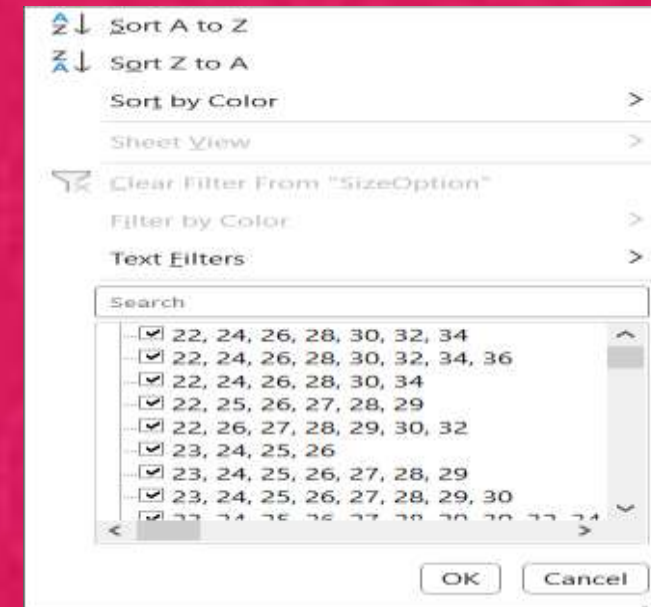 Sort A to Z
Sort Z to A
Sort by Color
Sheet View
Clear Filter From "SizeOption"
Filter by Color
Text Filters
Search
22, 24, 26, 28, 30, 32, 34
22, 24, 26, 28, 30, 32, 34, 36
22, 24, 26, 28, 30, 34
22, 25, 26, 27, 28, 29
22, 26, 27, 28, 29, 30, 32
23, 24, 25, 26
23, 24, 25, 26, 27, 28, 29
23, 24, 25, 26, 27, 28, 29, 30
OK Cancel